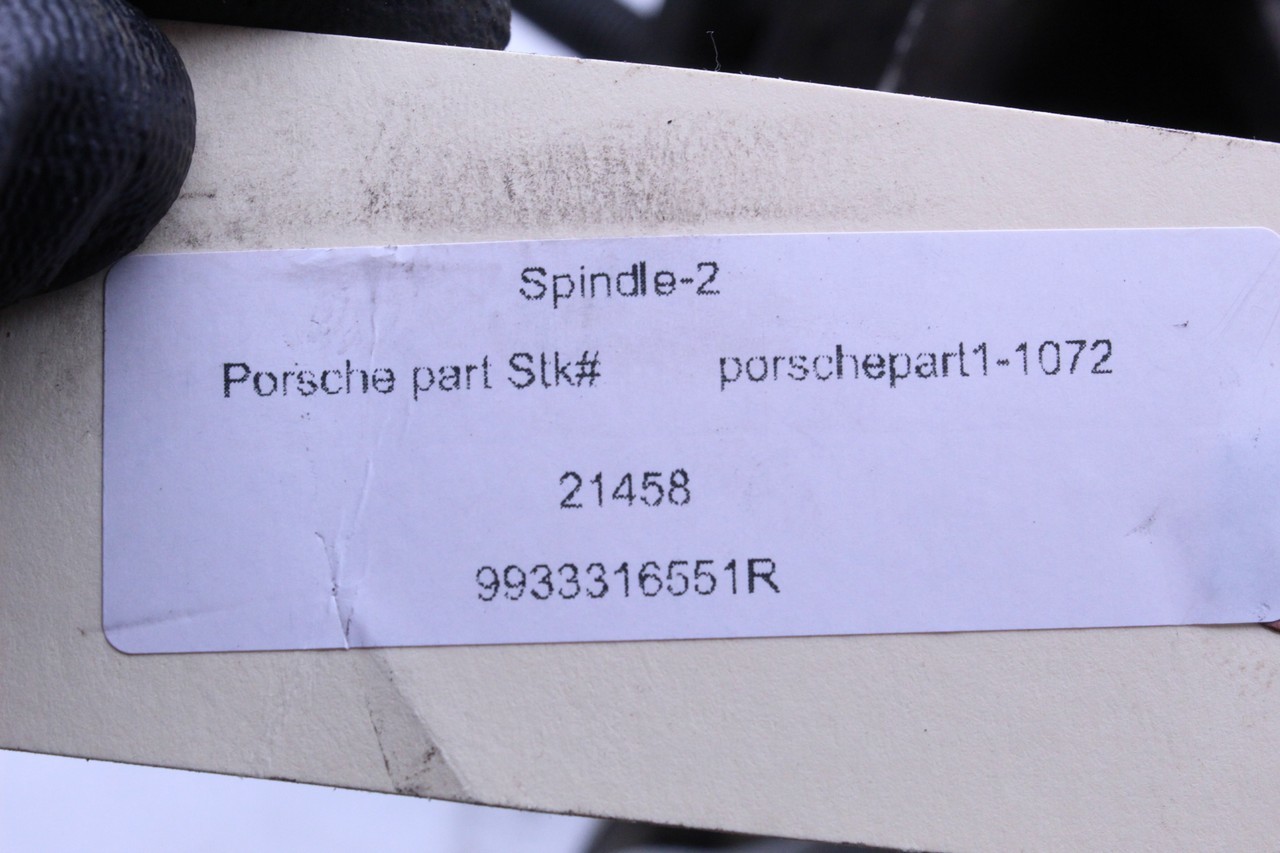 Spindle-2
Porsche part Stk# porschepart1-1072
21458
9933316551R